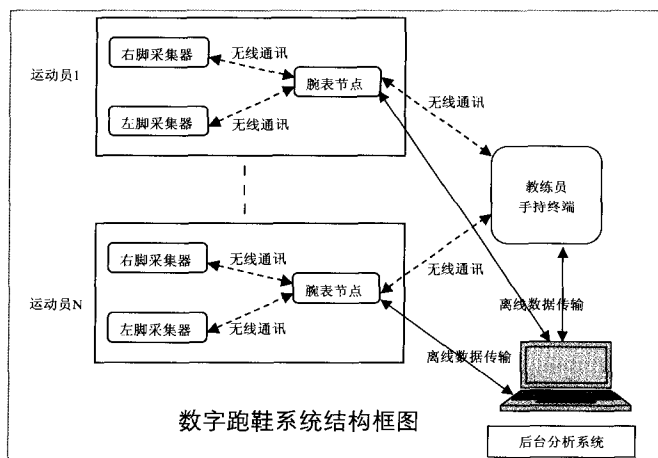 右脚采集器
无线通讯
运动员1
腕表节点
无线通讯
左脚采集器
无线通讯
教练员
手持终端
右脚采集器
无线通讯
无线通讯
运动员N
腕表节点
离线数据传输
左脚采集器
无线通讯
离线数据传输
数字跑鞋系统结构框图
后台分析系统